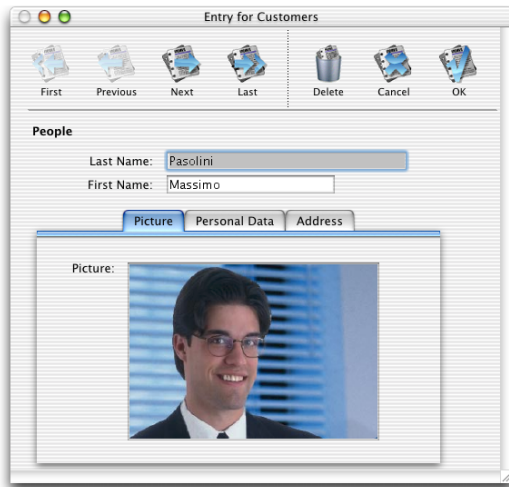 Entry for Customers
First Previous Next Last Delete Cancel OK
People
Last Name: Pasolini
First Name: Massimo
Picture Personal Data Address
Picture: